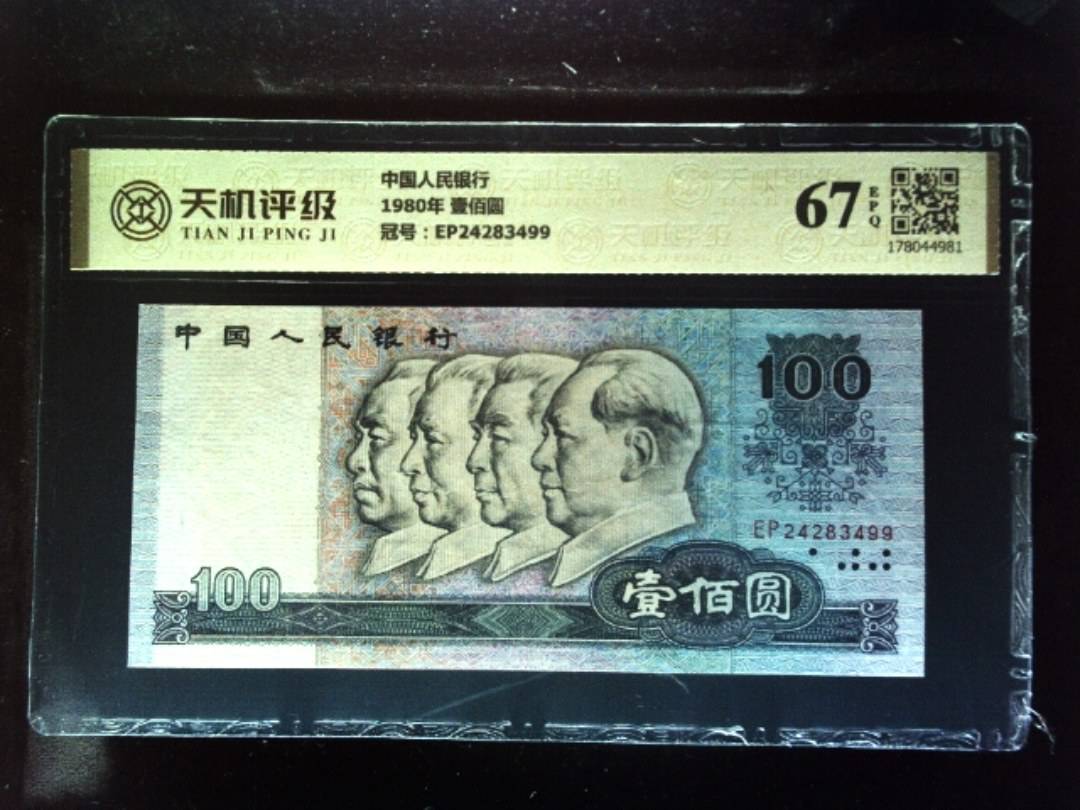 天机评级
TIAN JI PING JI
中国人民银行
1980年 壹佰圆
冠号：EP24283499
67
EPQ
178044981
中国人民银行
100
EP24283499
100
壹佰圆